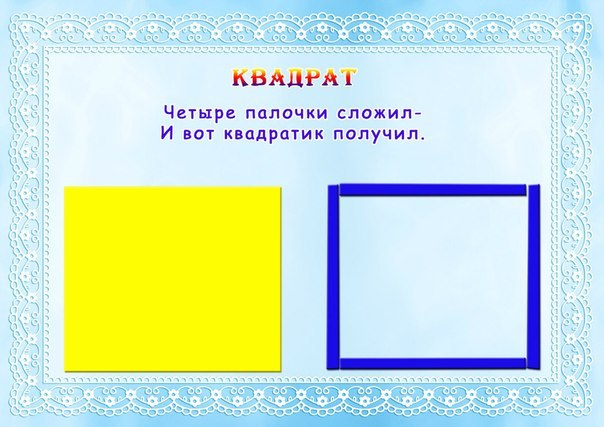 КВАДРАТ
Четыре палочки сложил-
И вот квадратик получил.